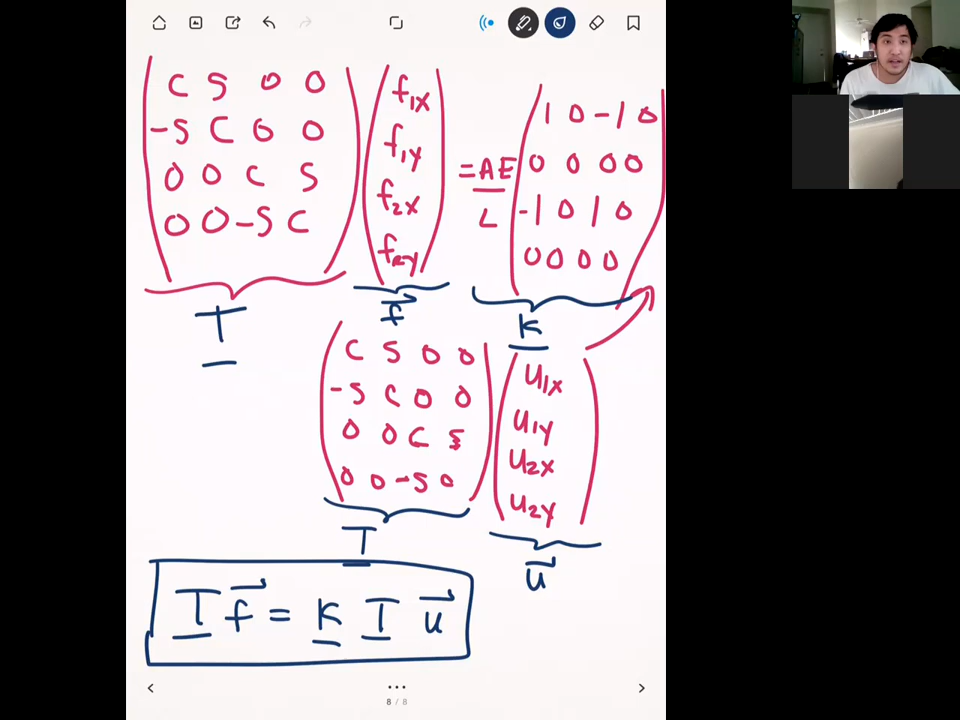 C S 0 0
-S C 0 0
0 0 C S
0 0 -S C
T
f1x
f1y
f2x
f2y
f
= AE
L
1 0 -1 0
0 0 0 0
-1 0 1 0
0 0 0 0
K
C S 0 0
-S C 0 0
0 0 C S
0 0 -S 0
T
u1x
u1y
u2x
u2y
u
T f = K T u
8 / 8